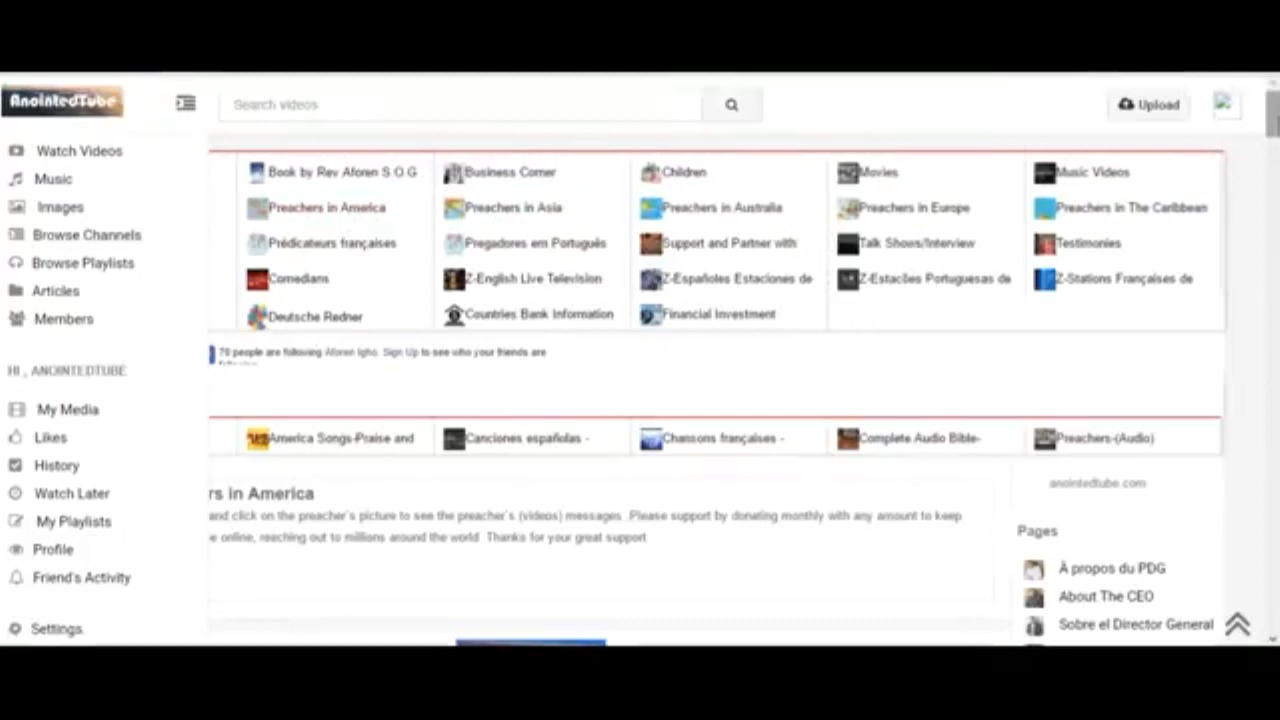 AnointedTube
Search videos
Upload
Watch Videos
Music
Images
Browse Channels
Browse Playlists
Articles
Members
HI , ANOINTEDTUBE
My Media
Likes
History
Watch Later
My Playlists
Profile
Friend's Activity
Settings
Book by Rev Aforen S O G
Business Corner
Children
Movies
Music Videos
Preachers in America
Preachers in Asia
Preachers in Australia
Preachers in Europe
Preachers in The Caribbean
Prédicateurs françaises
Pregadores em Português
Support and Partner with
Talk Shows/Interview
Testimonies
Comedians
Z-English Live Television
Z-Españoles Estaciones de
Z-Estacões Portuguesas de
Z-Stations Françaises de
Deutsche Redner
Countries Bank Information
Financial Investment
people are following Aforen Igho. Sign Up to see who your friends are
America Songs-Praise and
Canciones españolas -
Chansons françaises -
Complete Audio Bible-
Preachers-(Audio)
rs in America
and click on the preacher's picture to see the preacher's (videos) messages. Please support by donating monthly with any amount to keep
e online, reaching out to millions around the world. Thanks for your great support
anointedtube.com
Pages
À propos du PDG
About The CEO
Sobre el Director General